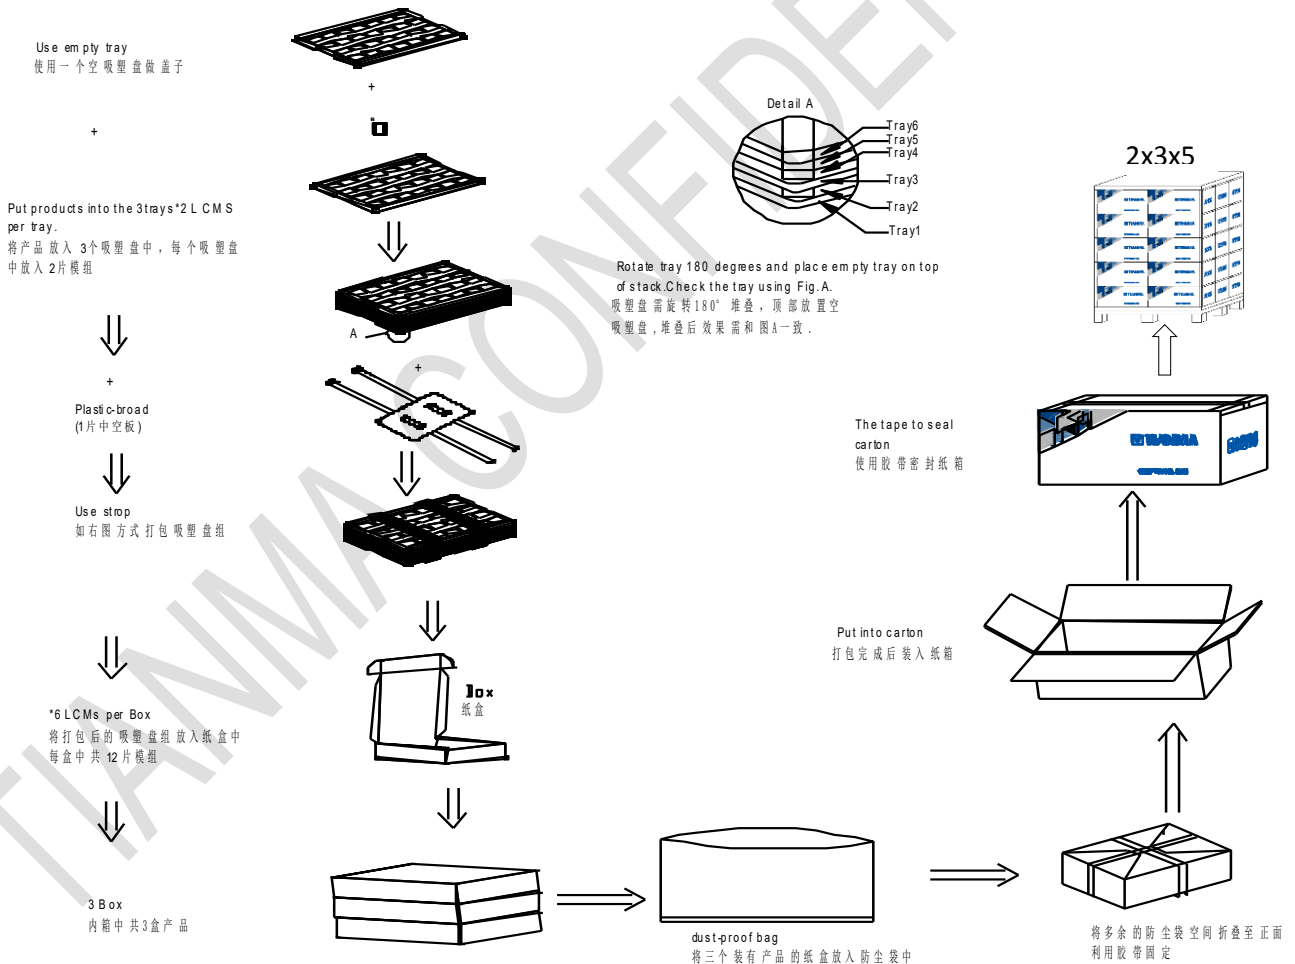 Use empty tray
使用一个空吸塑盘做盖子
+
+
Put products into the 3trays*2 LCMS
per tray.
将产品放入 3个吸塑盘中，每个吸塑盘
中放入 2片模组
A
+
+
Plastic-broad
(1片中空板)
Use strop
如右图方式打包吸塑盘组
*6 LCMs per Box
将打包后的吸塑盘组放入纸盒中
每盒中共 12片模组
Box
纸盒
3 Box
内箱中共3盒产品
Detail A
Tray6
Tray5
Tray4
Tray3
Tray2
Tray1
Rotate tray 180 degrees and place empty tray on top
of stack.Check the tray using Fig.A.
吸塑盘需旋转180° 堆叠，顶部放置空
吸塑盘,堆叠后效果需和图A一致.
dust-proof bag
将三个装有产品的纸盒放入防尘袋中
将多余的防尘袋空间折叠至正面
利用胶带固定
Put into carton
打包完成后装入纸箱
The tape to seal
carton
使用胶带密封纸箱
2x3x5
TIANMA CONFIDEN